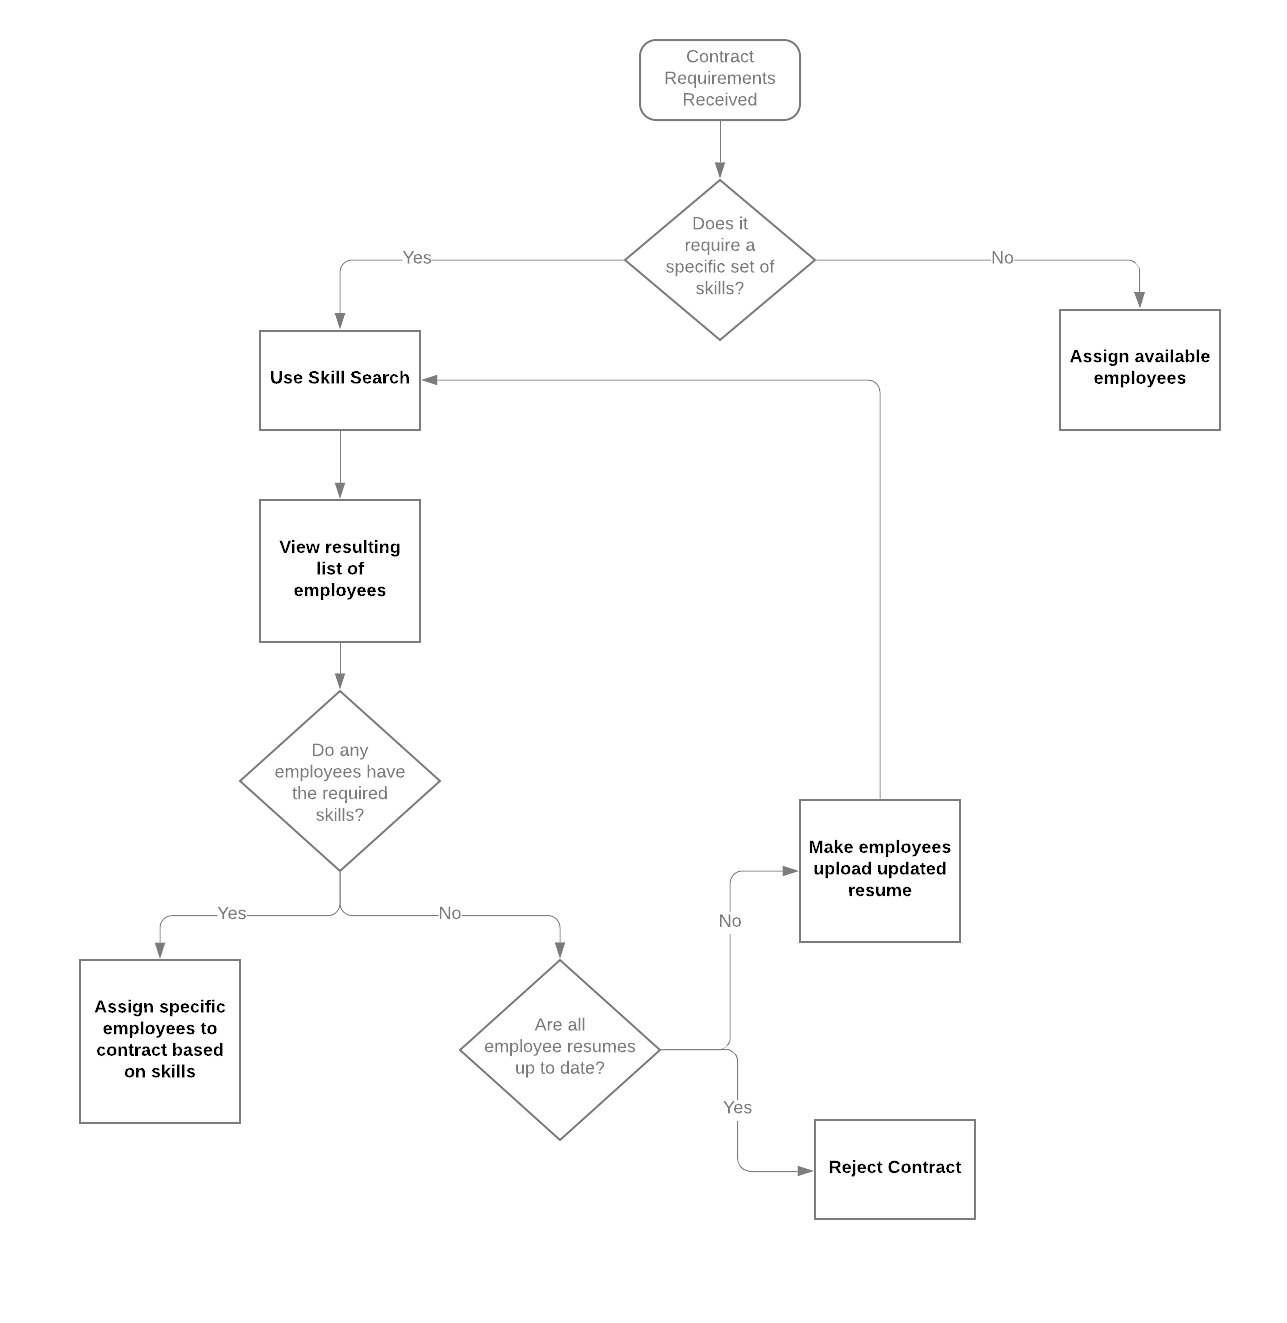 Contract
Requirements
Received
Does it
require a
specific set of
skills?
Yes
No
Use Skill Search
Assign available
employees
View resulting
list of
employees
Do any
employees have
the required
skills?
Make employees
upload updated
resume
Yes
No
No
Assign specific
employees to
contract based
on skills
Are all
employee resumes
up to date?
Yes
Reject Contract